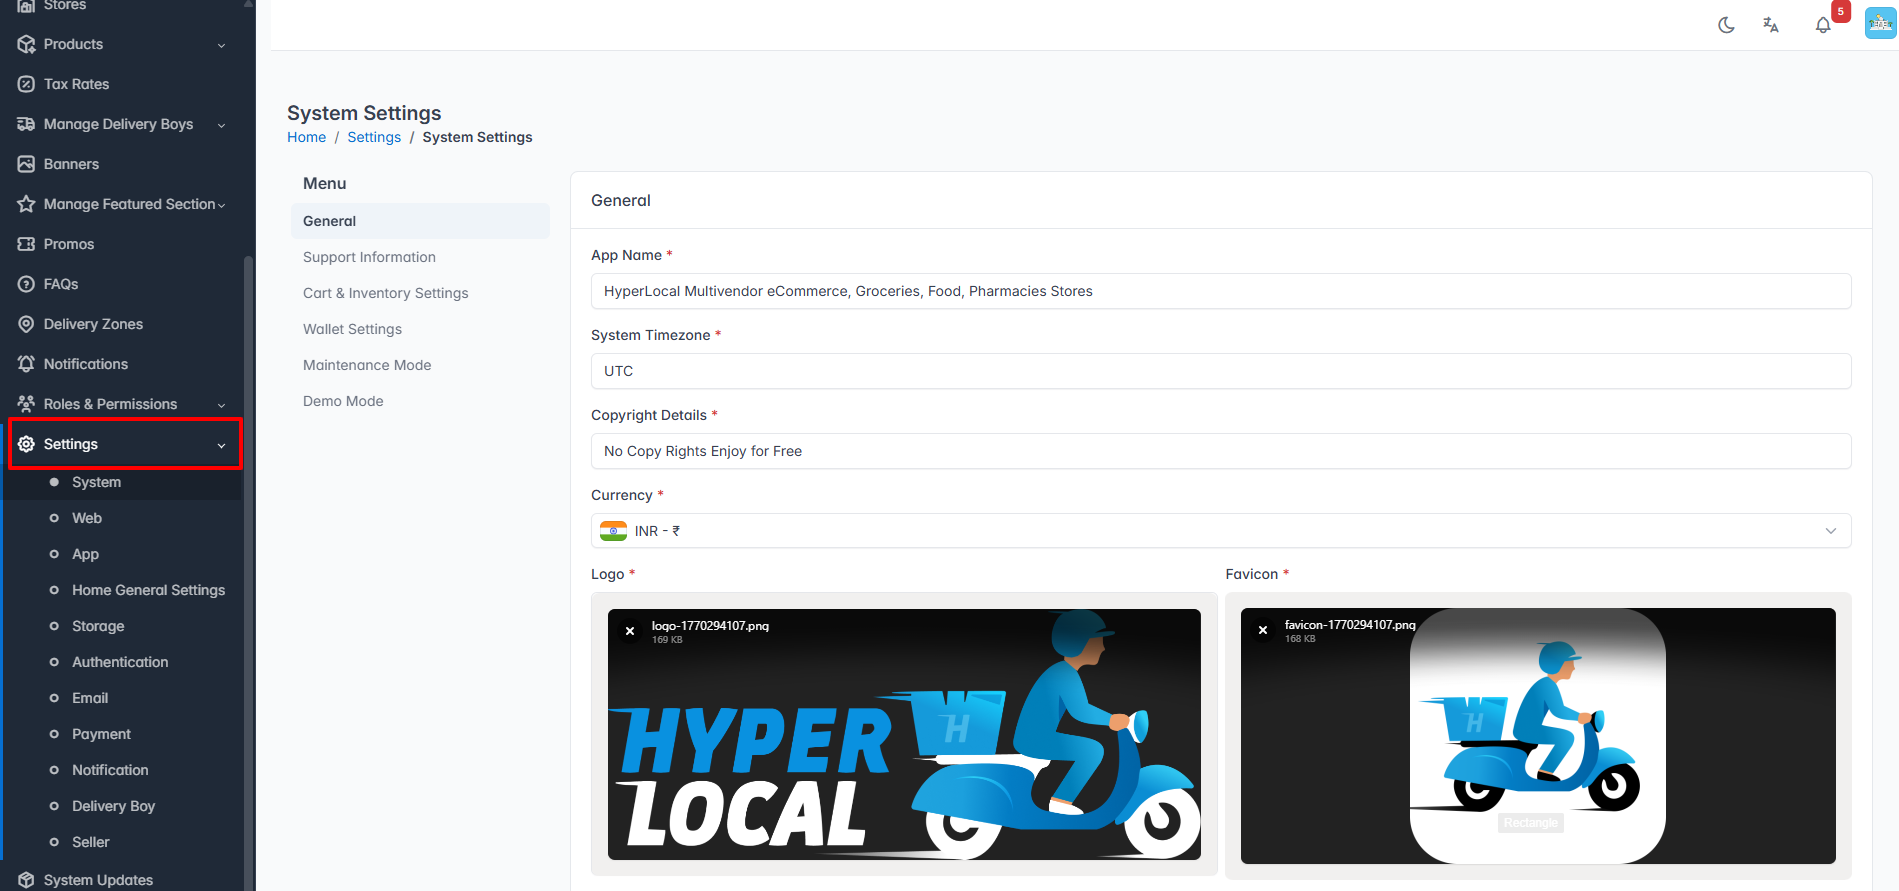 Stores
Products
Tax Rates
Manage Delivery Boys
Banners
Manage Featured Section
Promos
FAQs
Delivery Zones
Notifications
Roles & Permissions
Settings
System
Web
App
Home General Settings
Storage
Authentication
Email
Payment
Notification
Delivery Boy
Seller
System Updates
5
System Settings
Home / Settings / System Settings
Menu
General
Support Information
Cart & Inventory Settings
Wallet Settings
Maintenance Mode
Demo Mode
General
App Name *
HyperLocal Multivendor eCommerce, Groceries, Food, Pharmacies Stores
System Timezone *
UTC
Copyright Details *
No Copy Rights Enjoy for Free
Currency *
INR - ₹
Logo *
logo-1770294107.png
169 KB
H
HYPER
LOCAL
Favicon *
favicon-1770294107.png
168 KB
H
Rectangle